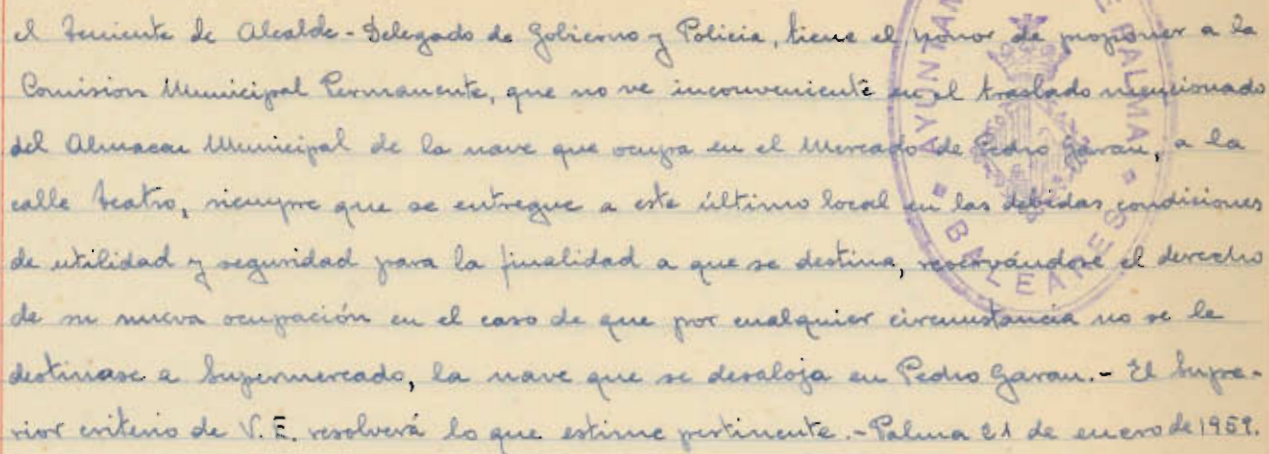 el Teniente de Alcalde-Delegado de Gobierno y Policia, tiene el honor de proponer a la
Comision Municipal Permanente, que no ve inconveniente en el traslado mencionado
del Almacen Municipal de la nave que ocupa en el Mercado de Pedro Garau, a la
calle teatro, siempre que se entregue a este último local en las debidas condiciones
de utilidad y seguridad para la finalidad a que se destina, reservándose el derecho
de su nueva ocupación en el caso de que por cualquier circunstancia no se le
destinase a Supermercado, la nave que se desaloja en Pedro Garau.- El Supe-
rior criterio de V.E. resolverá lo que estime pertinente.-Palma 21 de enero de 1959.
PALMA
BALEARES